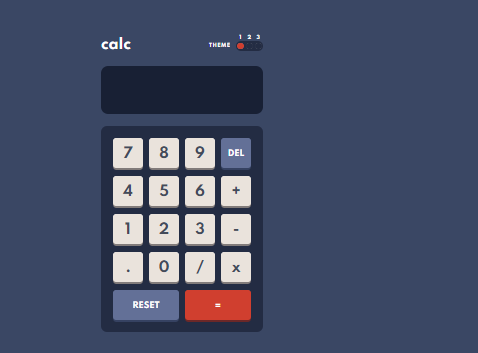 1 2 3
calc THEME
7 8 9 DEL
4 5 6 +
1 2 3 -
. 0 / x
RESET =